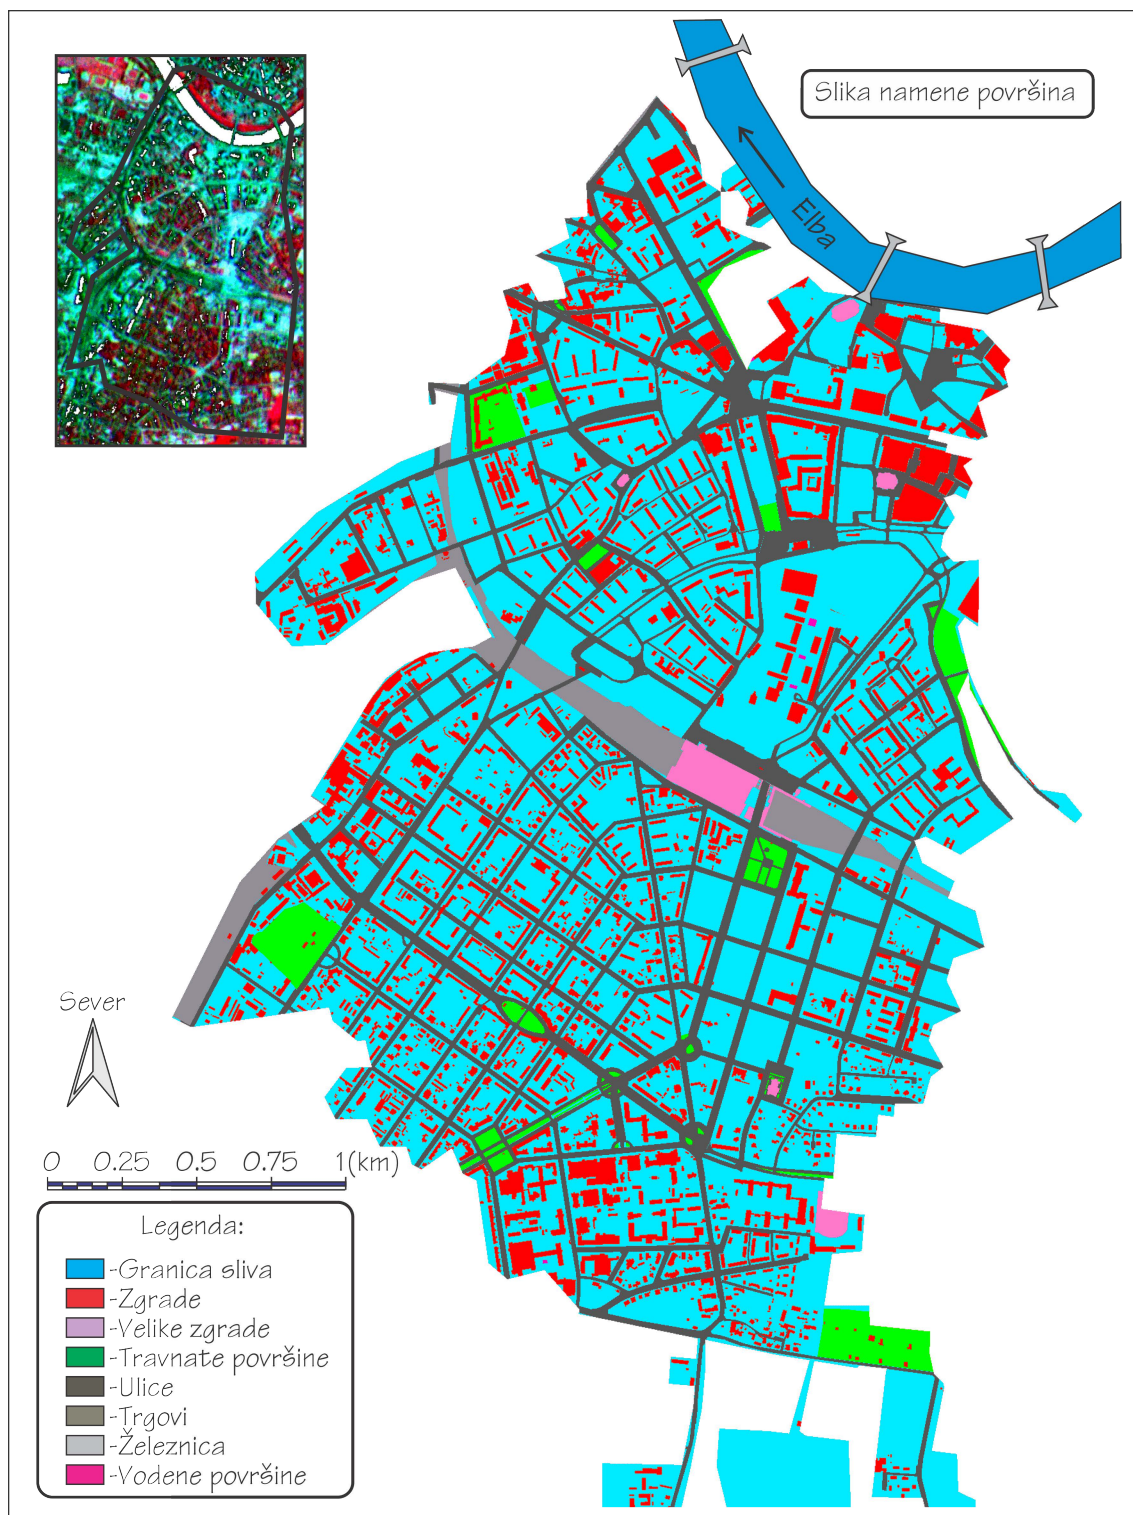 Slika namene površina
Elba
Sever
0 0.25 0.5 0.75 1(km)
Legenda:
-Granica sliva
-Zgrade
-Velike zgrade
-Travnate površine
-Ulice
-Trgovi
-Železnica
-Vodene površine